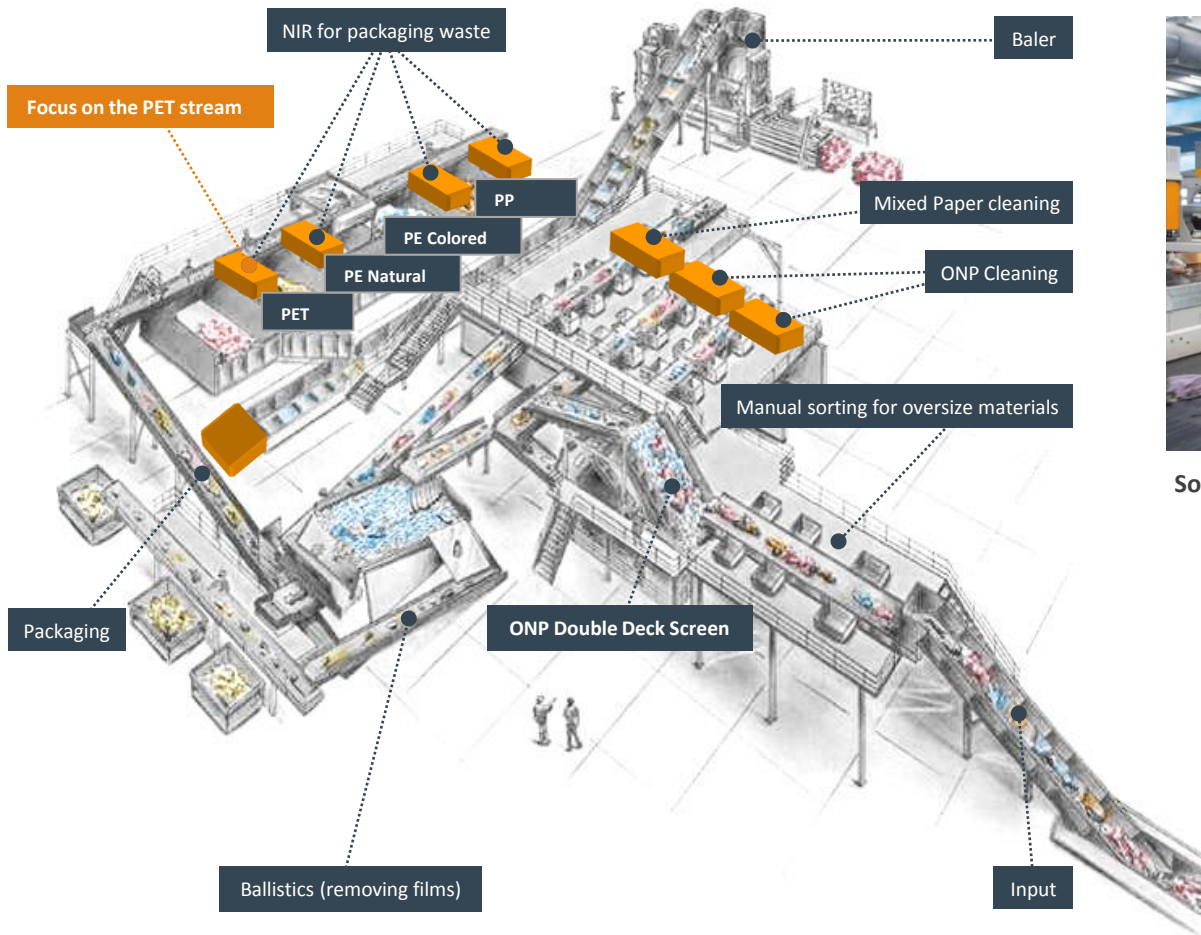 NIR for packaging waste
Baler
Focus on the PET stream
PP
Mixed Paper cleaning
PE Colored
ONP Cleaning
PE Natural
PET
Manual sorting for oversize materials
So
Packaging
ONP Double Deck Screen
Ballistics (removing films)
Input